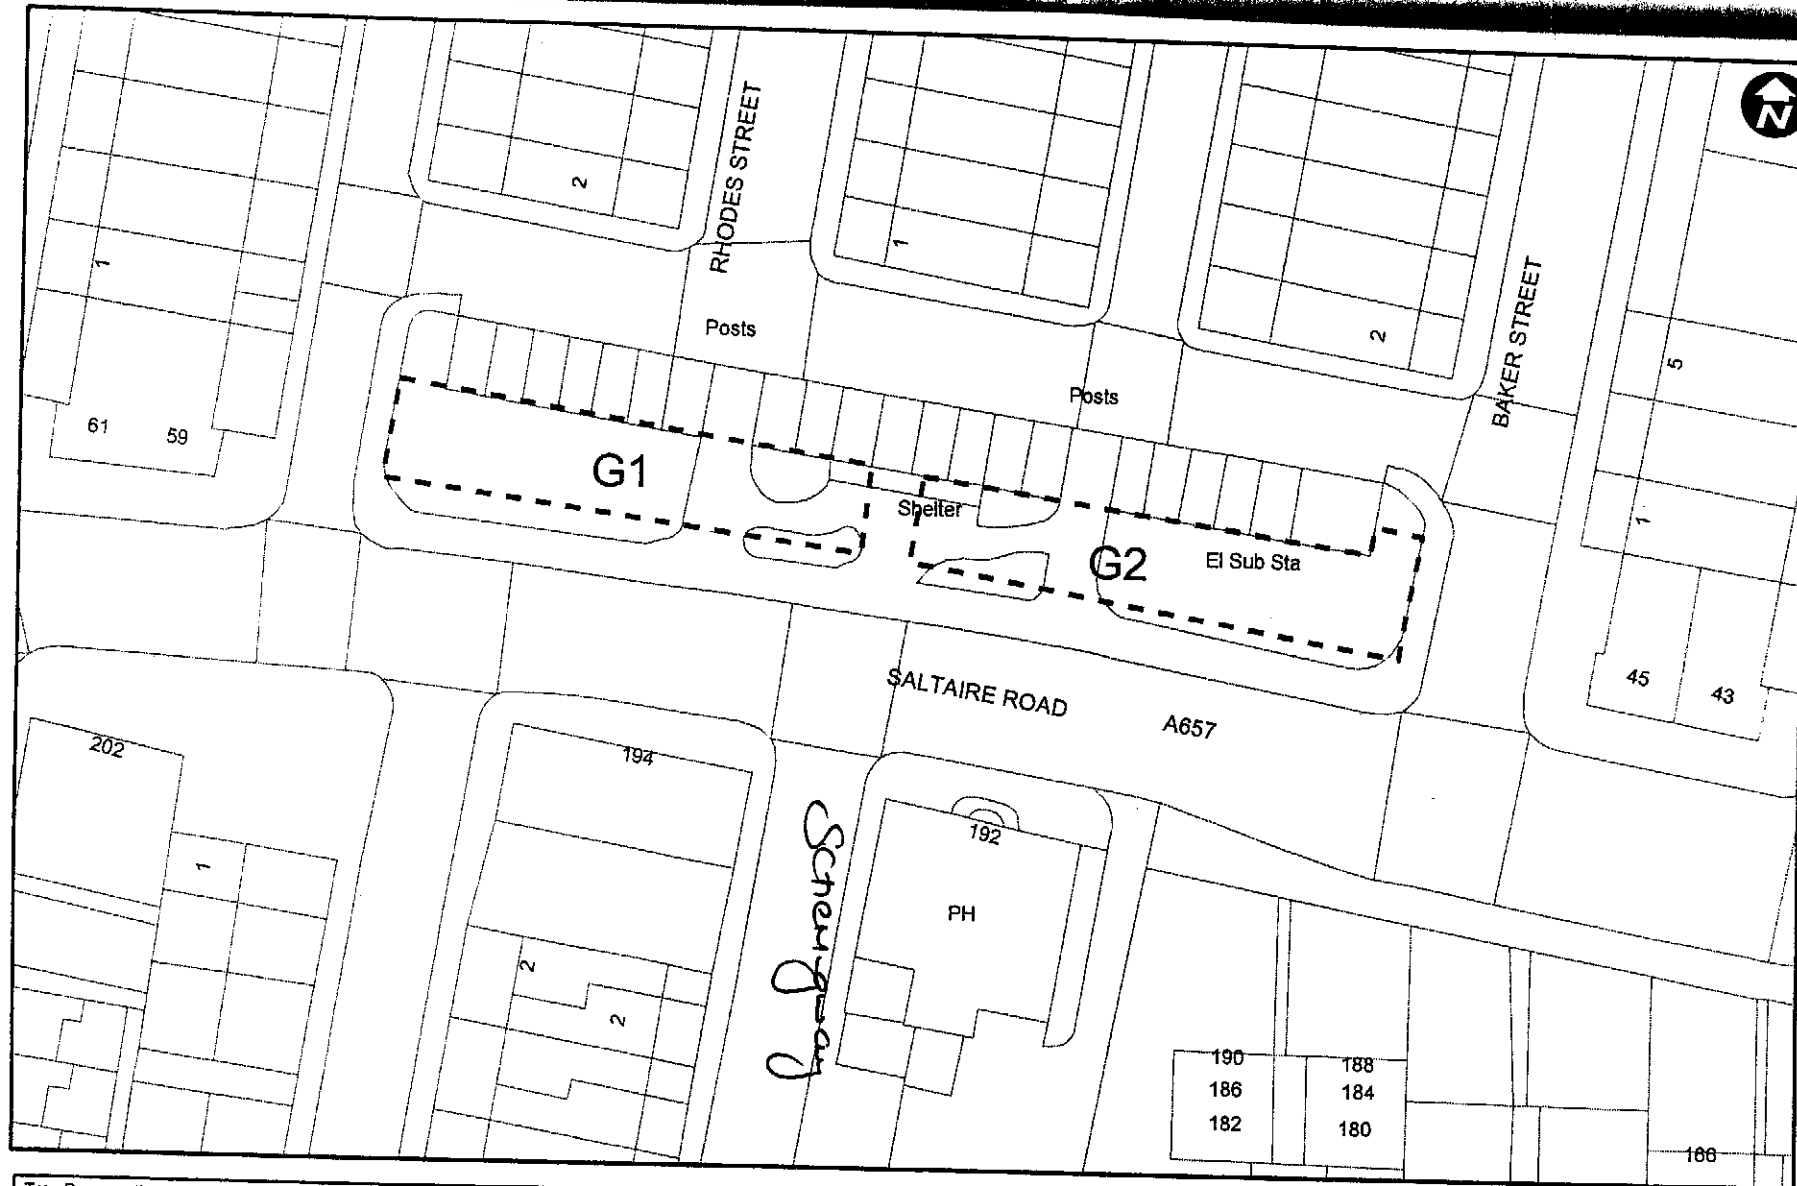 N
RHODES STREET
2
1
1
2
BAKER STREET
5
Posts
Posts
61
59
G1
Shelter
G2
El Sub Sta
1
45
43
SALTAIRE ROAD
A657
202
194
192
1
PH
2
2
190
188
186
184
182
180
166